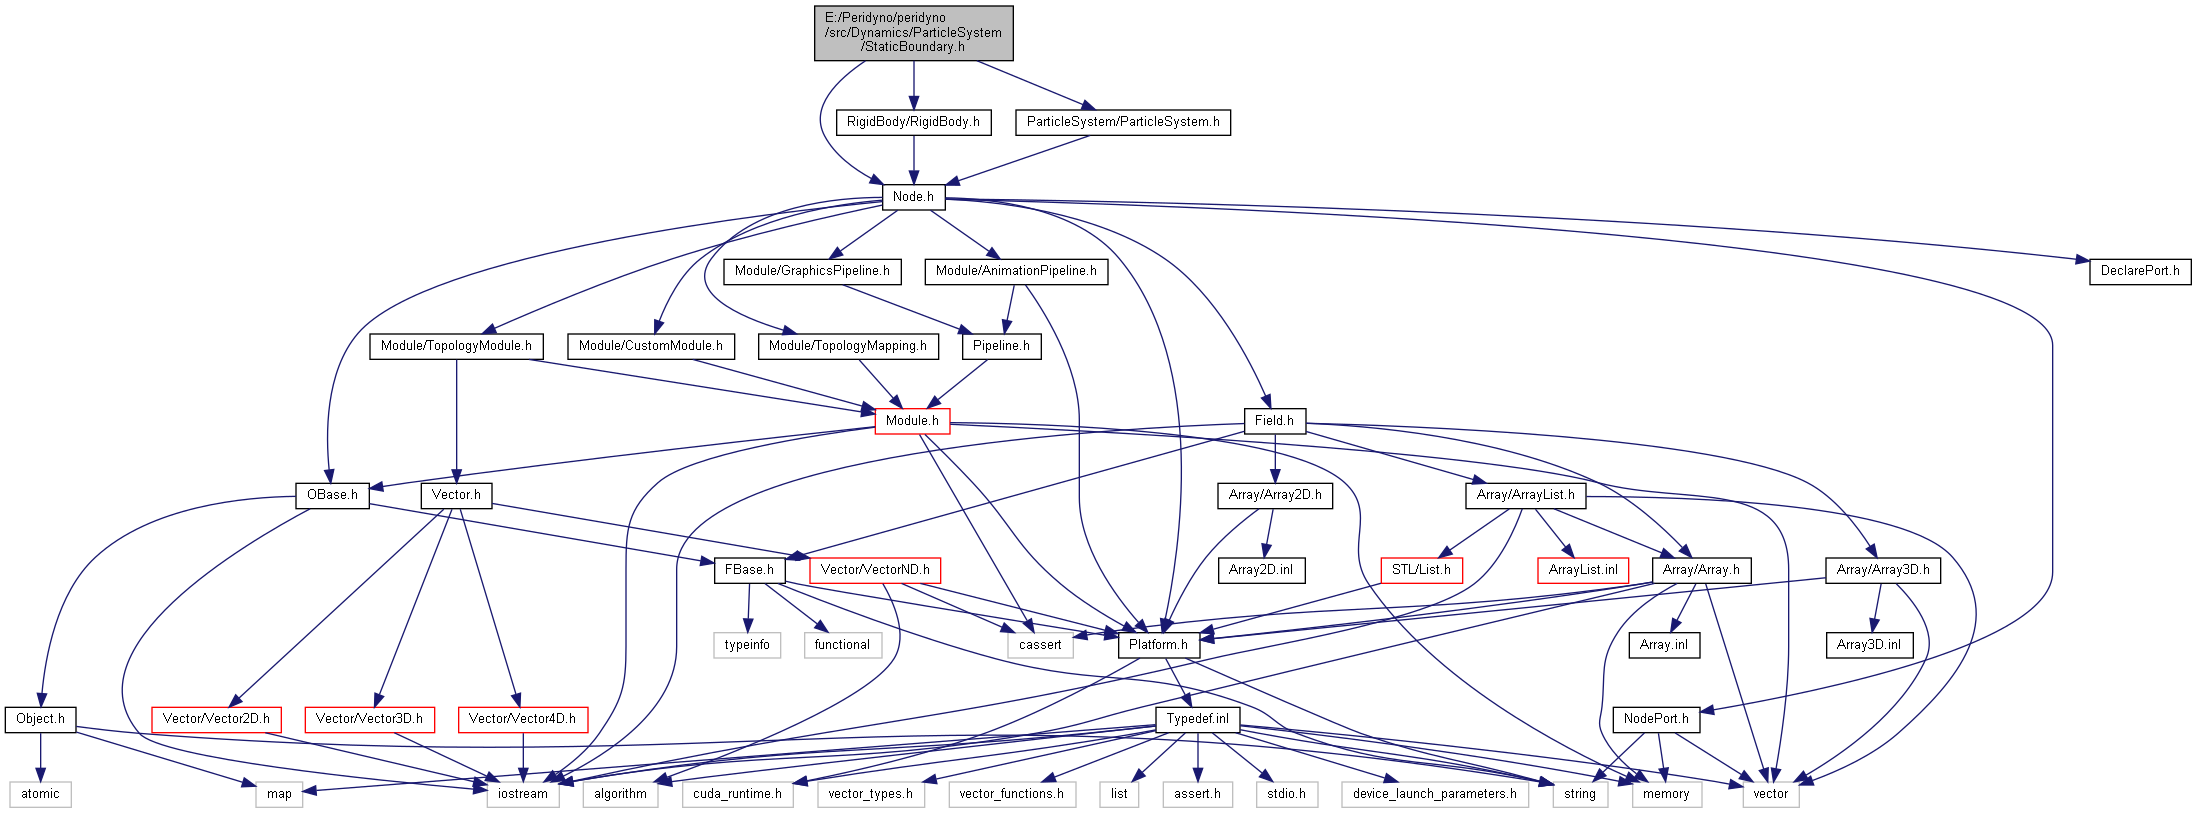 E:/Peridyno/peridyno
/src/Dynamics/ParticleSystem
/StaticBoundary.h
RigidBody/RigidBody.h
ParticleSystem/ParticleSystem.h
Node.h
Module/GraphicsPipeline.h
Module/AnimationPipeline.h
DeclarePort.h
Module/TopologyModule.h
Module/CustomModule.h
Module/TopologyMapping.h
Pipeline.h
Module.h
Field.h
OBase.h
Vector.h
Array/Array2D.h
Array/ArrayList.h
FBase.h
Vector/VectorND.h
Array2D.inl
STL/List.h
ArrayList.inl
Array/Array.h
Array/Array3D.h
typeinfo
functional
cassert
Platform.h
Array.inl
Array3D.inl
Object.h
Vector/Vector2D.h
Vector/Vector3D.h
Vector/Vector4D.h
Typedef.inl
NodePort.h
atomic
map
iostream
algorithm
cuda_runtime.h
vector_types.h
vector_functions.h
list
assert.h
stdio.h
device_launch_parameters.h
string
memory
vector